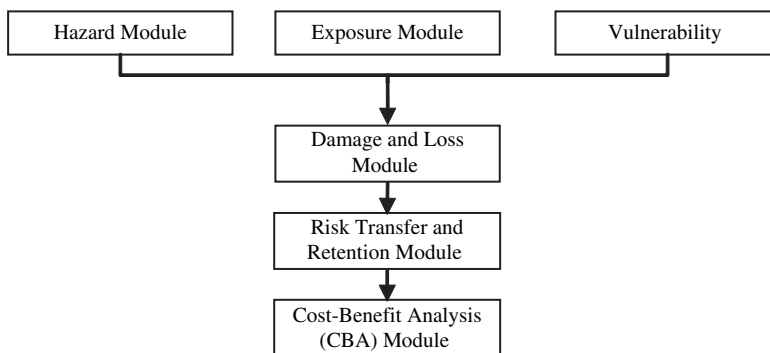 Hazard Module
Exposure Module
Vulnerability
Damage and Loss
Module
Risk Transfer and
Retention Module
Cost-Benefit Analysis
(CBA) Module